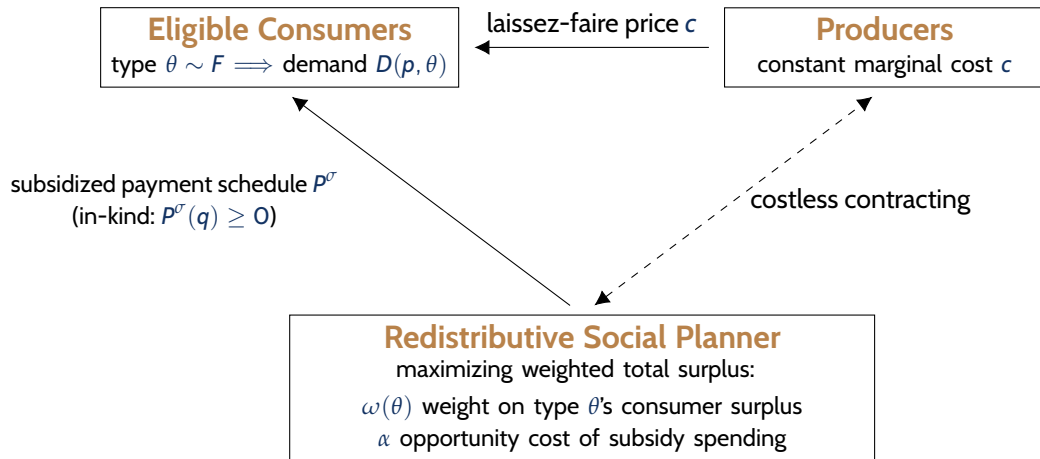 Eligible Consumers
type θ ∼ F ⟹ demand D(p, θ)
laissez-faire price c
Producers
constant marginal cost c
subsidized payment schedule P^σ
(in-kind: P^σ(q) ≥ 0)
costless contracting
Redistributive Social Planner
maximizing weighted total surplus:
ω(θ) weight on type θ's consumer surplus
α opportunity cost of subsidy spending